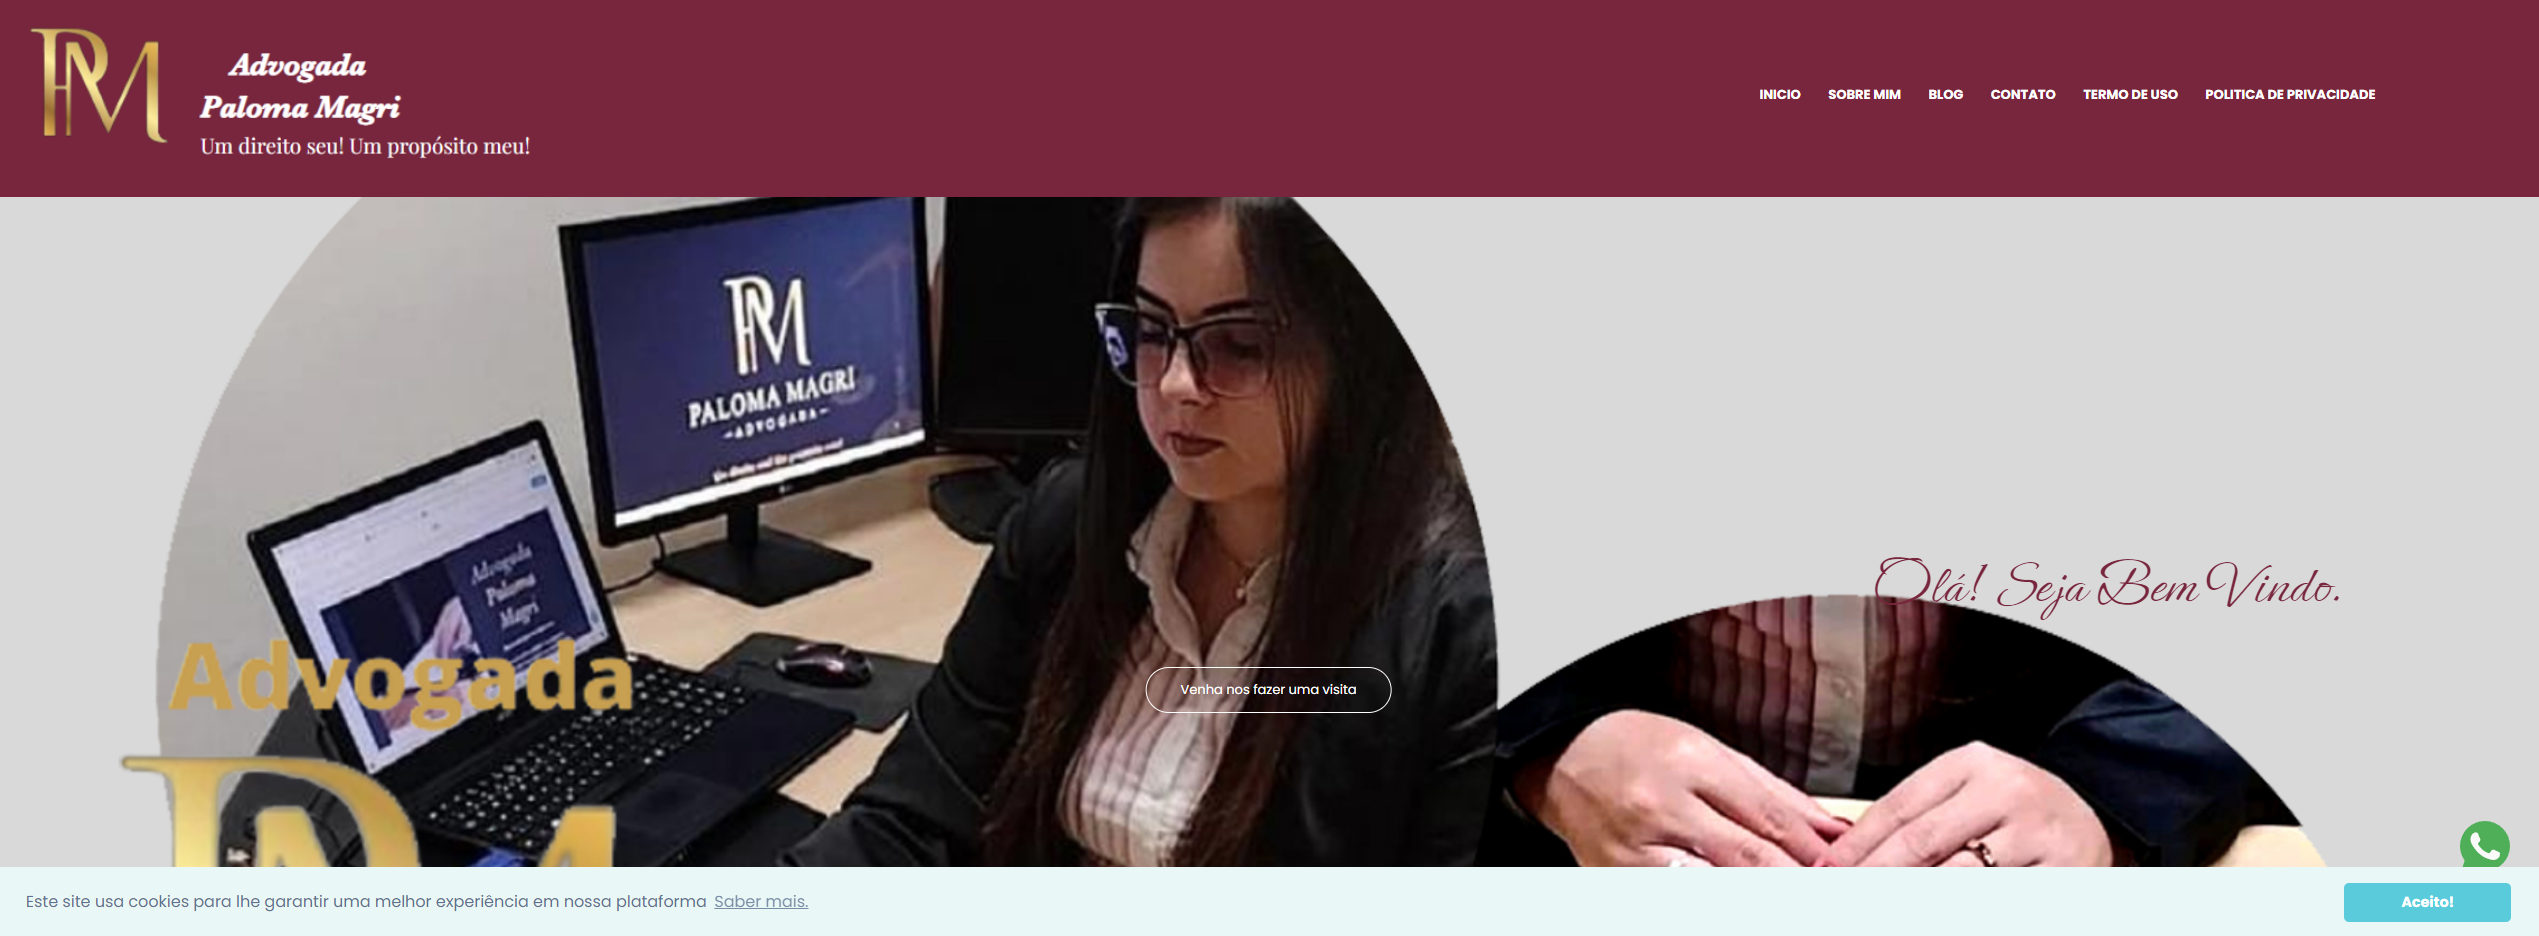 PM
Advogada
Paloma Magri
Um direito seu! Um propósito meu!
INICIO SOBRE MIM BLOG CONTATO TERMO DE USO POLITICA DE PRIVACIDADE
PM
PALOMA MAGRI
ADVOGADA
Advogada
Paloma
Magri
Olá! Seja Bem Vindo.
Advogada
Venha nos fazer uma visita
Este site usa cookies para lhe garantir uma melhor experiência em nossa plataforma Saber mais.
Aceito!